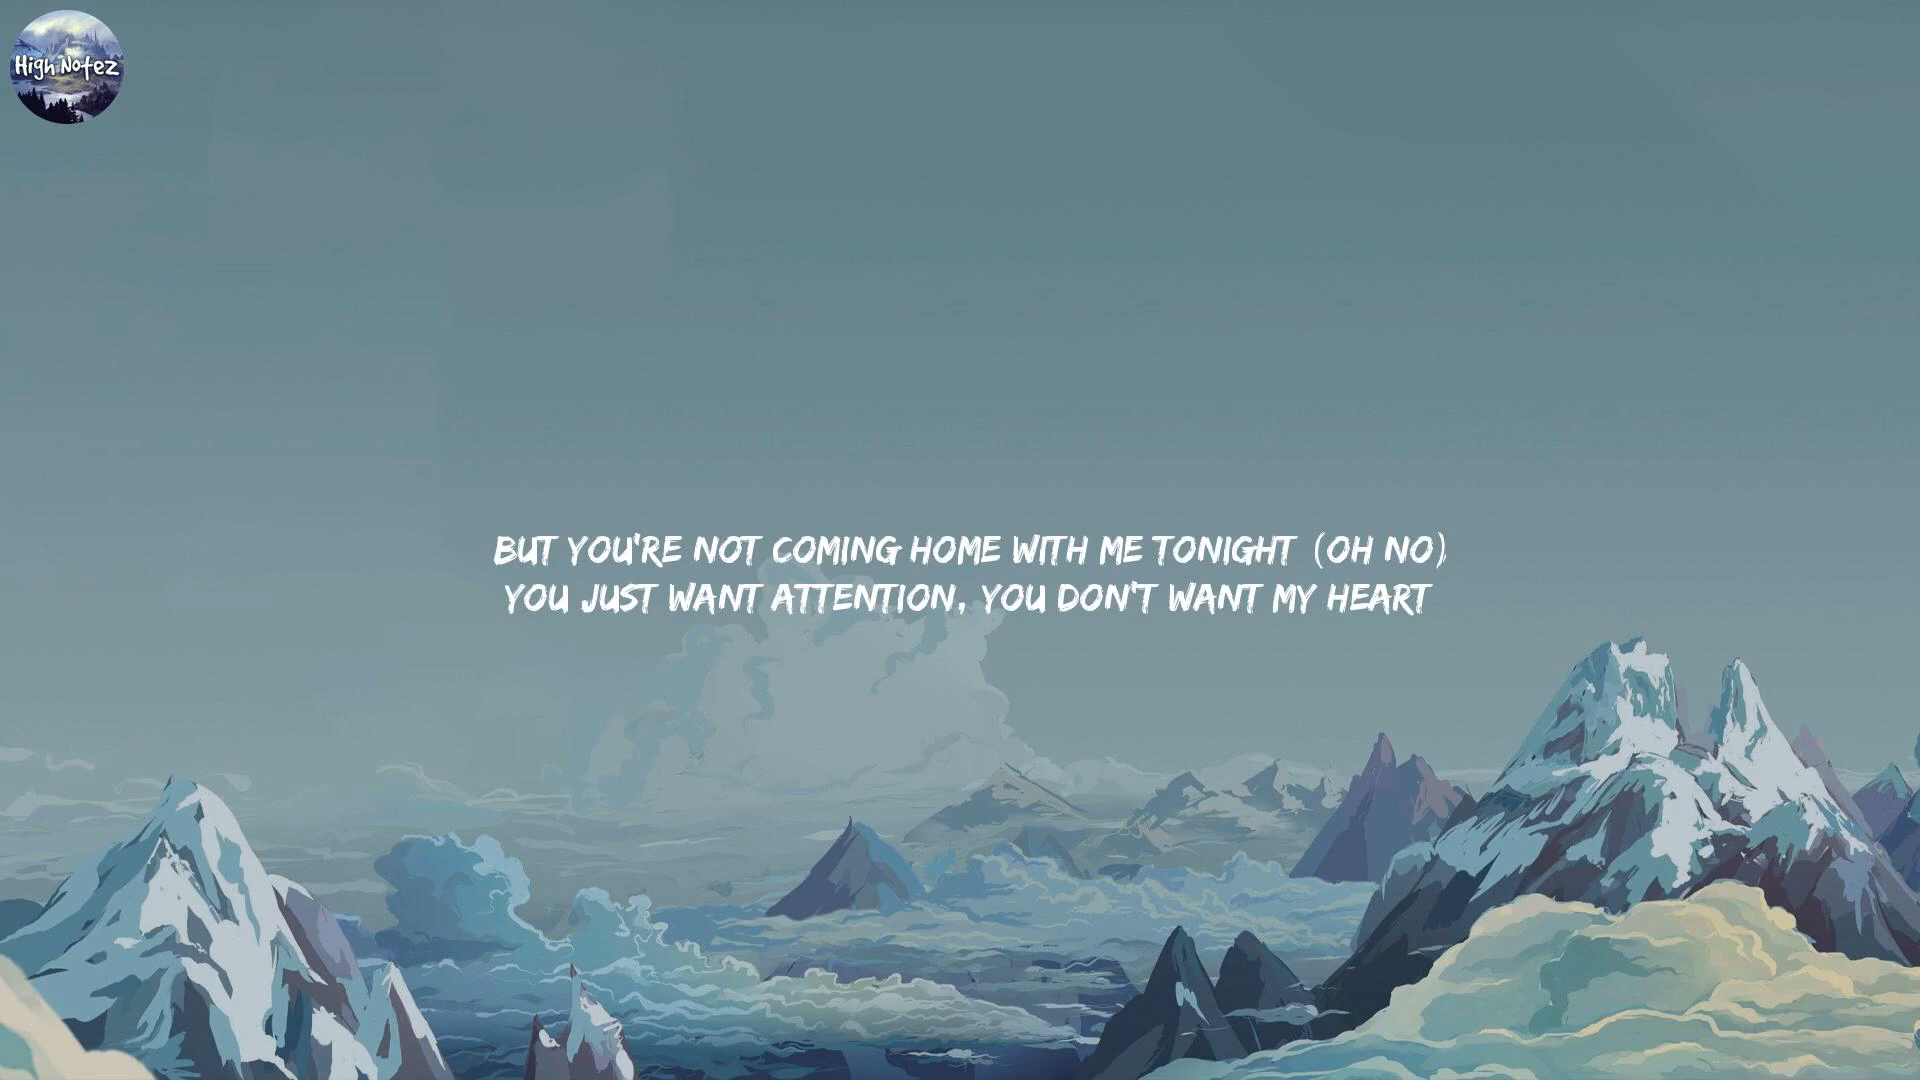 High Notez
BUT YOU'RE NOT COMING HOME WITH ME TONIGHT (OH NO)
YOU JUST WANT ATTENTION, YOU DON'T WANT MY HEART